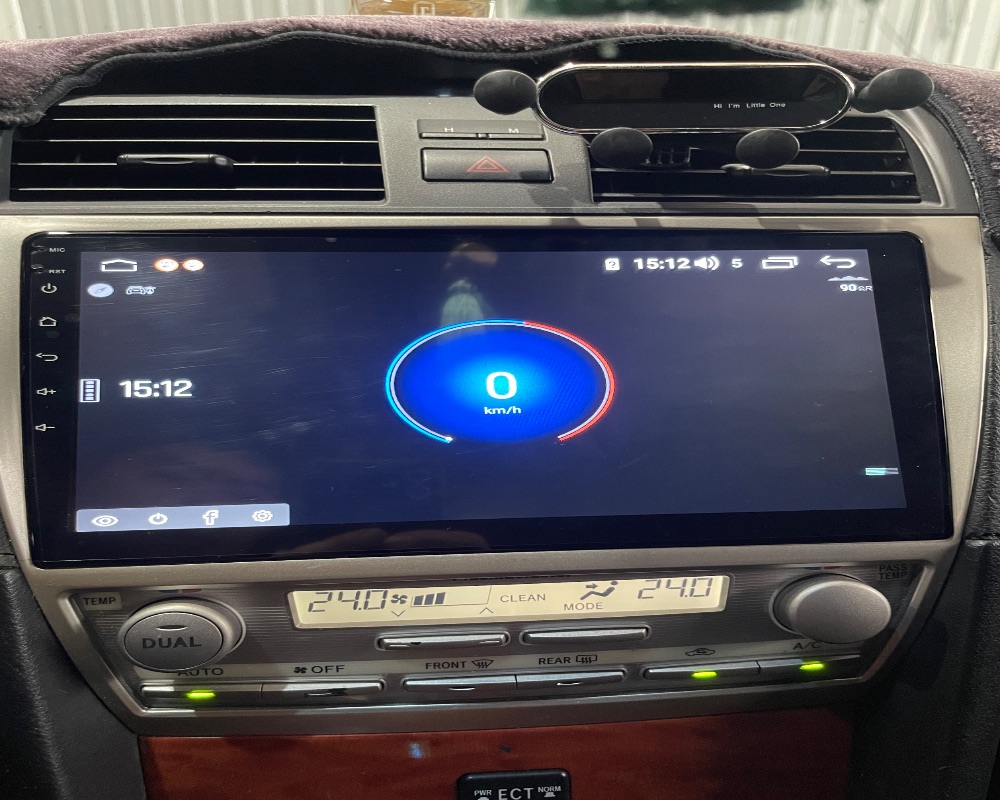 Hi I'm Little One
H M
MIC
RST
15:12 5
90
15:12
0
km/h
TEMP
PASS TEMP
24.0 CLEAN MODE 24.0
DUAL
AUTO OFF FRONT REAR A/C
PWR ECT NORM